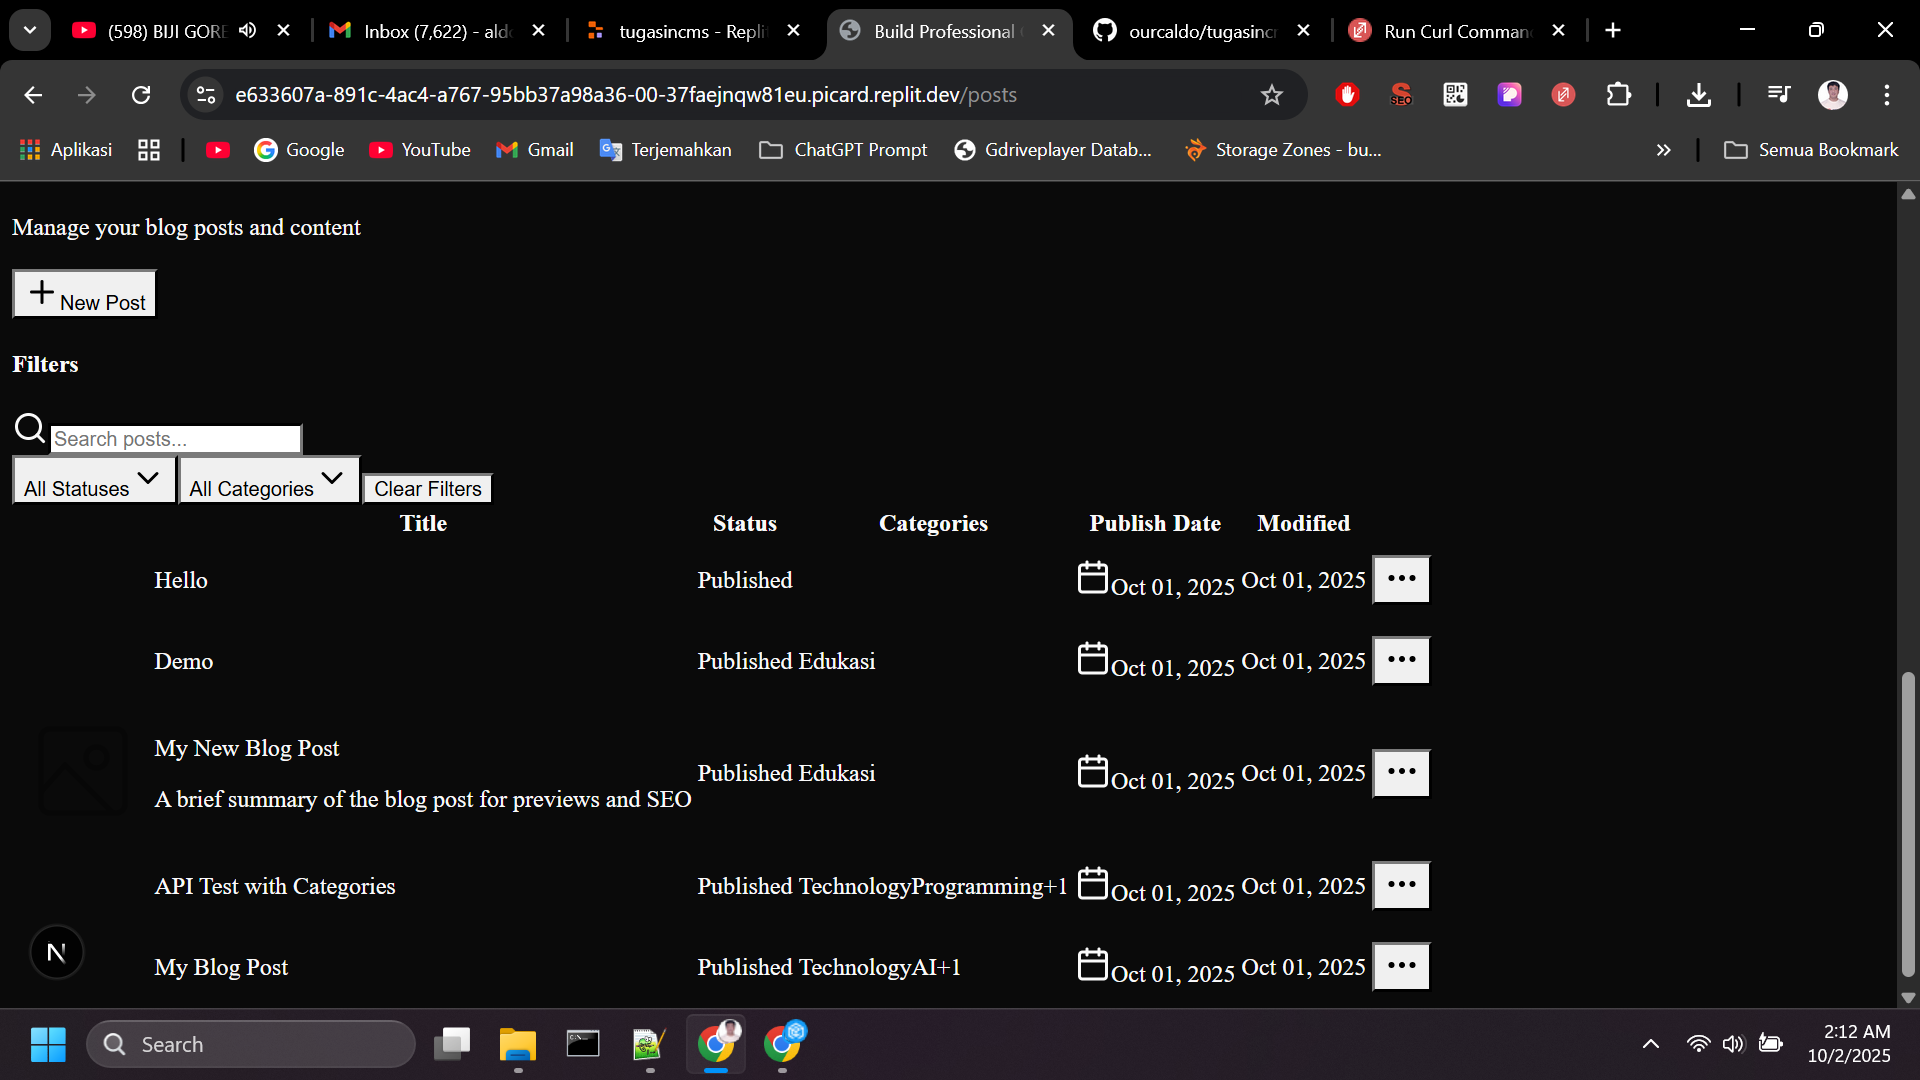 (598) BIJI GORE
Inbox (7,622) - aldo
tugasincms - Replit
Build Professional
ourcaldo/tugasincm
Run Curl Comman
e633607a-891c-4ac4-a767-95bb37a98a36-00-37faejnqw81eu.picard.replit.dev/posts
SEO
Aplikasi
Google
YouTube
Gmail
Terjemahkan
ChatGPT Prompt
Gdriveplayer Datab...
Storage Zones - bu...
Semua Bookmark
Manage your blog posts and content
New Post
Filters
Search posts...
All Statuses
All Categories
Clear Filters
Title Status Categories Publish Date Modified
Hello Published Oct 01, 2025 Oct 01, 2025
Demo Published Edukasi Oct 01, 2025 Oct 01, 2025
My New Blog Post
A brief summary of the blog post for previews and SEO
Published Edukasi Oct 01, 2025 Oct 01, 2025
API Test with Categories Published TechnologyProgramming+1 Oct 01, 2025 Oct 01, 2025
My Blog Post Published TechnologyAI+1 Oct 01, 2025 Oct 01, 2025
N
Search
2:12 AM
10/2/2025